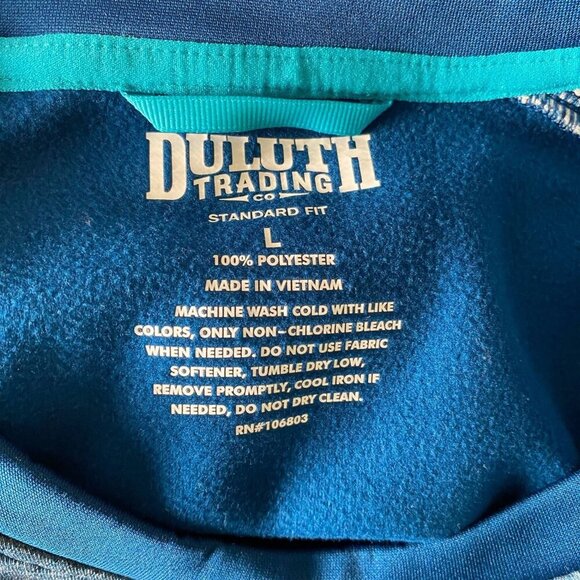 DULUTH
TRADING
CO
STANDARD FIT
L
100% POLYESTER
MADE IN VIETNAM
MACHINE WASH COLD WITH LIKE
COLORS, ONLY NON-CHLORINE BLEACH
WHEN NEEDED. DO NOT USE FABRIC
SOFTENER, TUMBLE DRY LOW,
REMOVE PROMPTLY, COOL IRON IF
NEEDED, DO NOT DRY CLEAN.
RN#106803